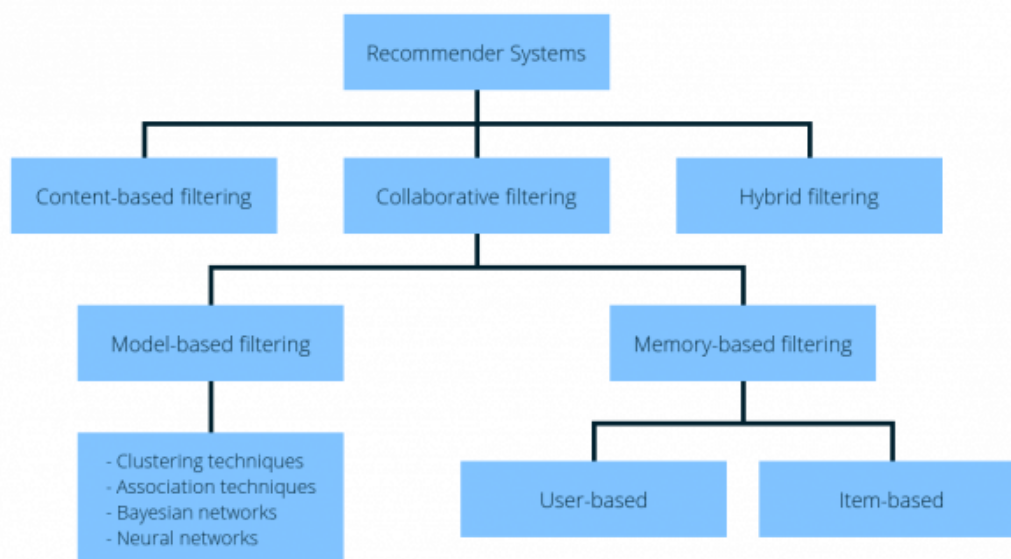 Recommender Systems
Content-based filtering
Collaborative filtering
Hybrid filtering
Model-based filtering
Memory-based filtering
- Clustering techniques
- Association techniques
- Bayesian networks
- Neural networks
User-based
Item-based